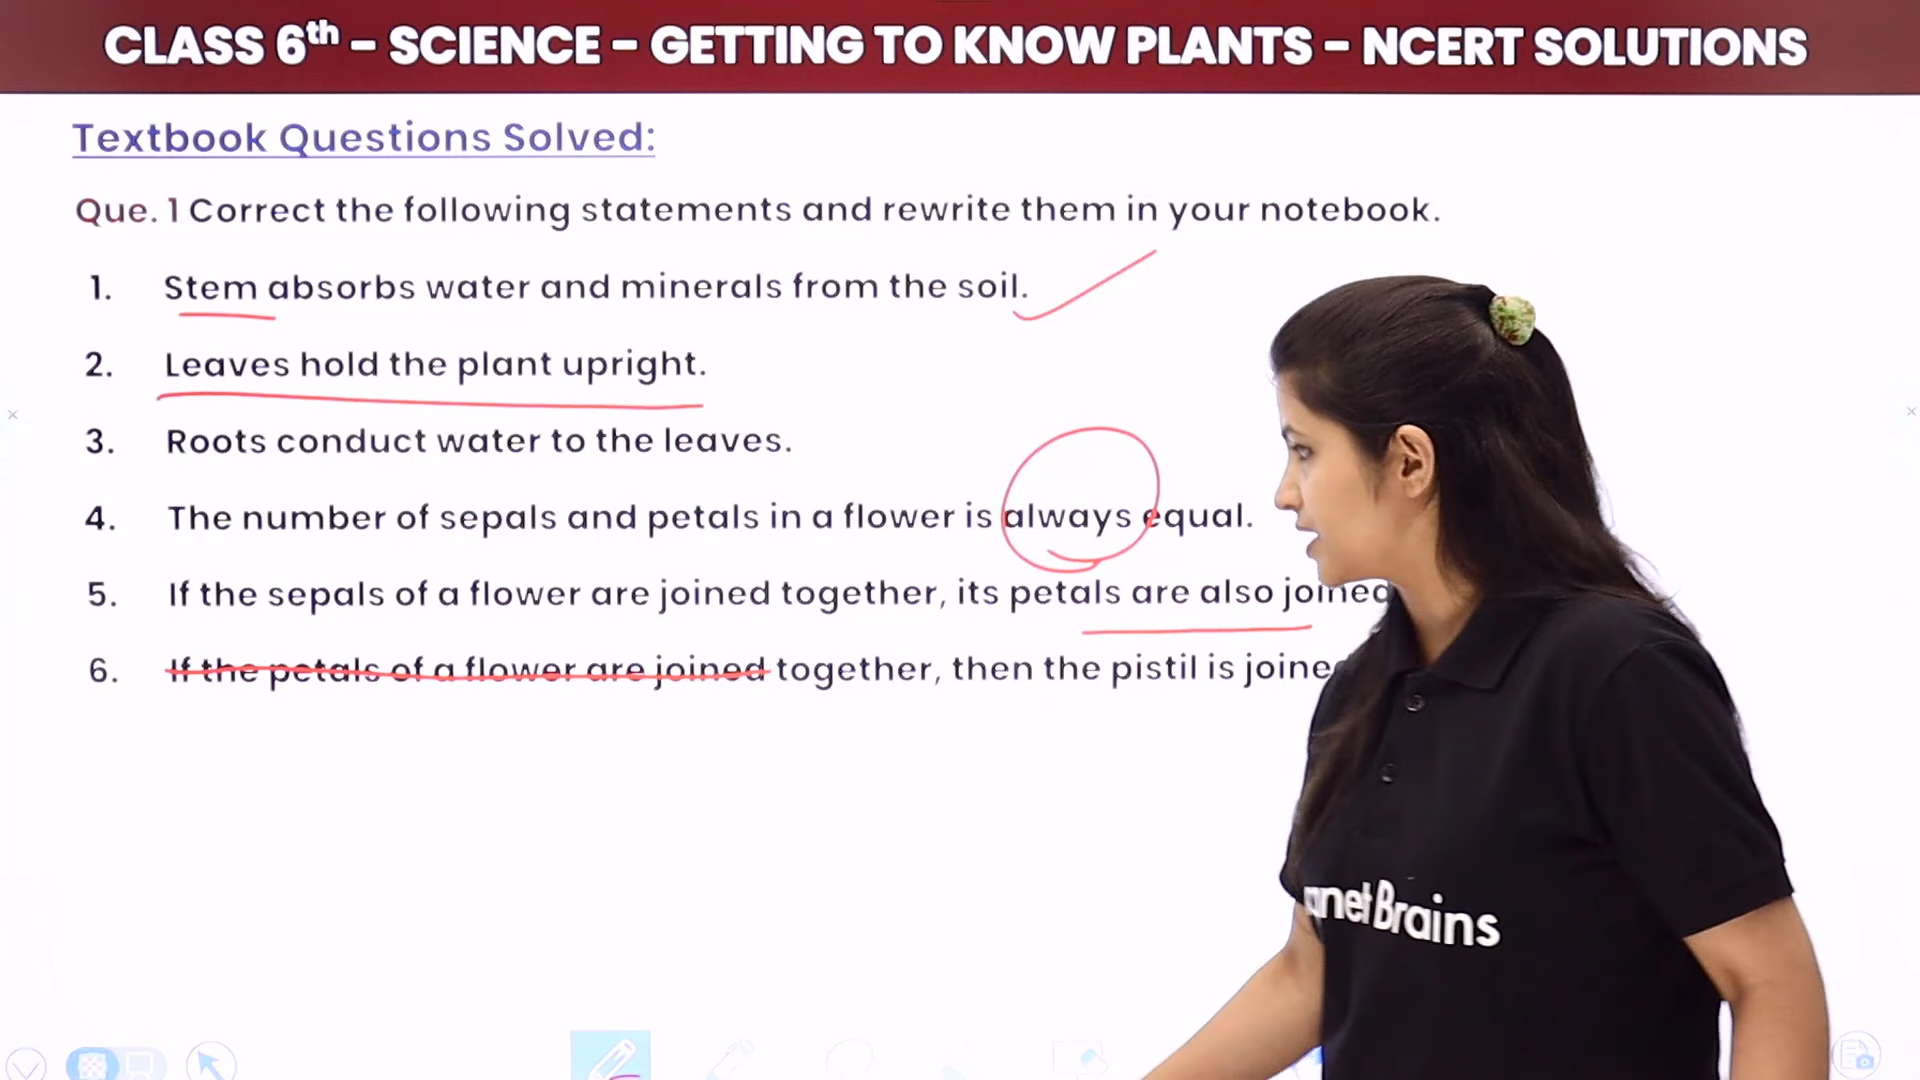 CLASS 6th – SCIENCE – GETTING TO KNOW PLANTS – NCERT SOLUTIONS
Textbook Questions Solved:
Que. 1 Correct the following statements and rewrite them in your notebook.
1. Stem absorbs water and minerals from the soil.
2. Leaves hold the plant upright.
3. Roots conduct water to the leaves.
4. The number of sepals and petals in a flower is always equal.
5. If the sepals of a flower are joined together, its petals are also joined
6. If the petals of a flower are joined together, then the pistil is joine
anet Brains